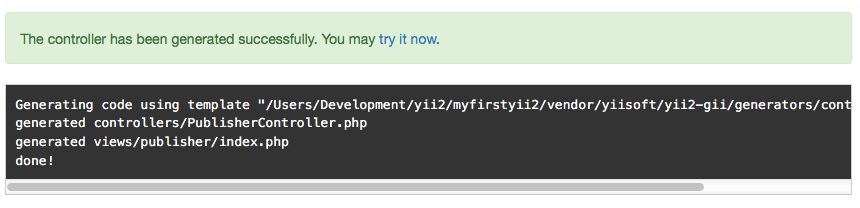 The controller has been generated successfully. You may try it now.
Generating code using template "/Users/Development/yii2/myfirstyii2/vendor/yiisoft/yii2-gii/generators/cont
generated controllers/PublisherController.php
generated views/publisher/index.php
done!